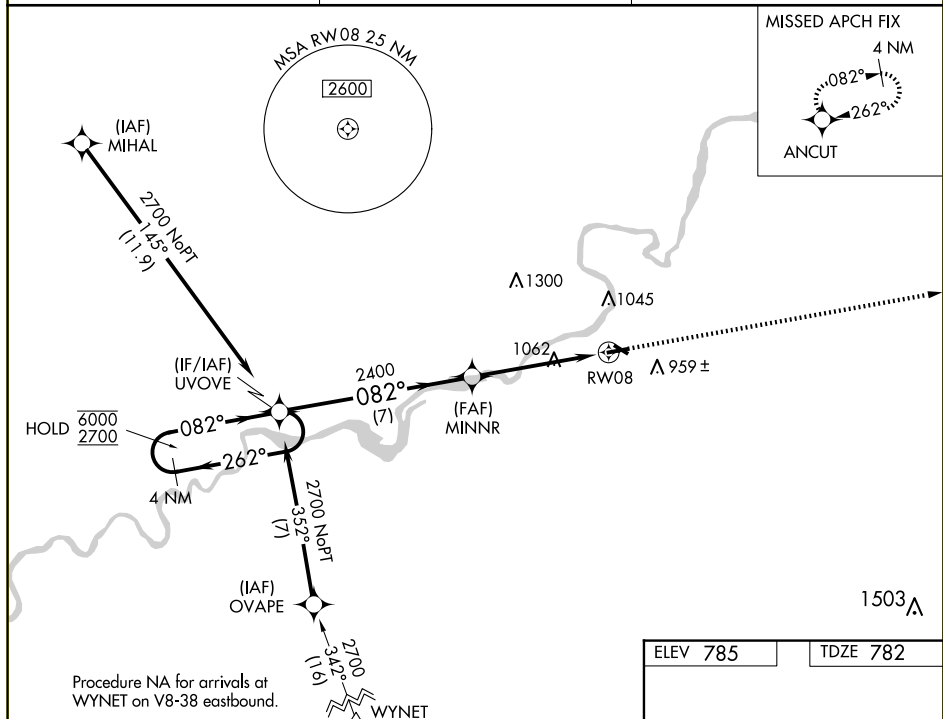 MISSED APCH FIX
4 NM
082°
262°
ANCUT
MSA RW08 25 NM
2600
(IAF)
MIHAL
2700 NoPT
145°
(11.9)
1300
1045
1062
959±
RW08
(IF/IAF)
UVOVE
2400
082°
(7)
(FAF)
MINNR
HOLD 6000
2700
082°
262°
4 NM
2700 NoPT
352°
(7)
(IAF)
OVAPE
1503
2700
342°
(16)
WYNET
Procedure NA for arrivals at
WYNET on V8-38 eastbound.
ELEV 785
TDZE 782